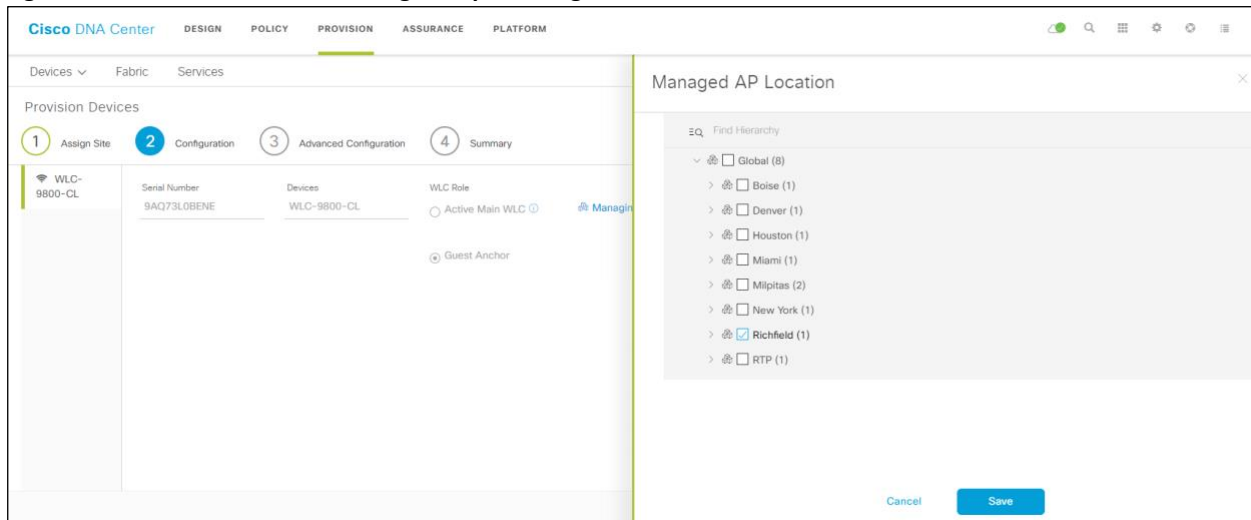 Cisco DNA Center DESIGN POLICY PROVISION ASSURANCE PLATFORM
Devices Fabric Services
Provision Devices
1 Assign Site 2 Configuration 3 Advanced Configuration 4 Summary
WLC-
9800-CL
Serial Number Devices WLC Role
9AQ73L0BENE WLC-9800-CL Active Main WLC Managin
Guest Anchor
Managed AP Location
Find Hierarchy
Global (8)
Boise (1)
Denver (1)
Houston (1)
Miami (1)
Milpitas (2)
New York (1)
Richfield (1)
RTP (1)
Cancel Save